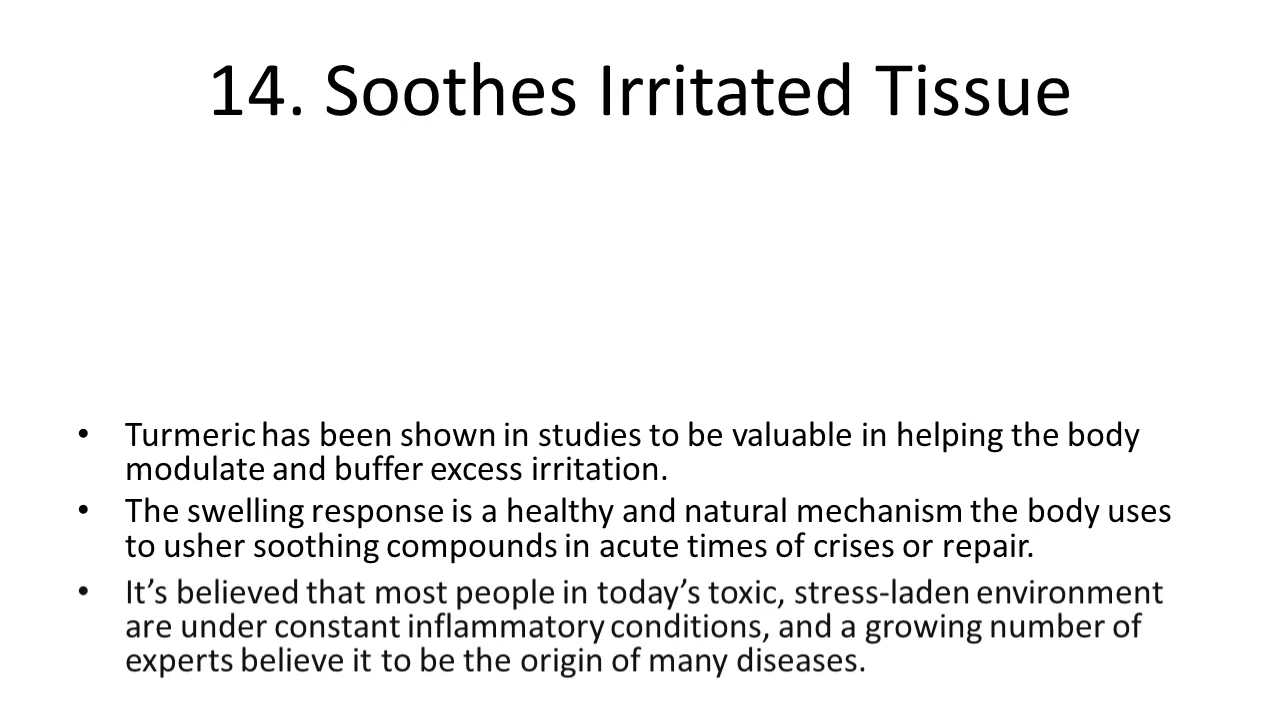 14. Soothes Irritated Tissue
• Turmeric has been shown in studies to be valuable in helping the body
modulate and buffer excess irritation.
• The swelling response is a healthy and natural mechanism the body uses
to usher soothing compounds in acute times of crises or repair.
• It’s believed that most people in today’s toxic, stress-laden environment
are under constant inflammatory conditions, and a growing number of
experts believe it to be the origin of many diseases.